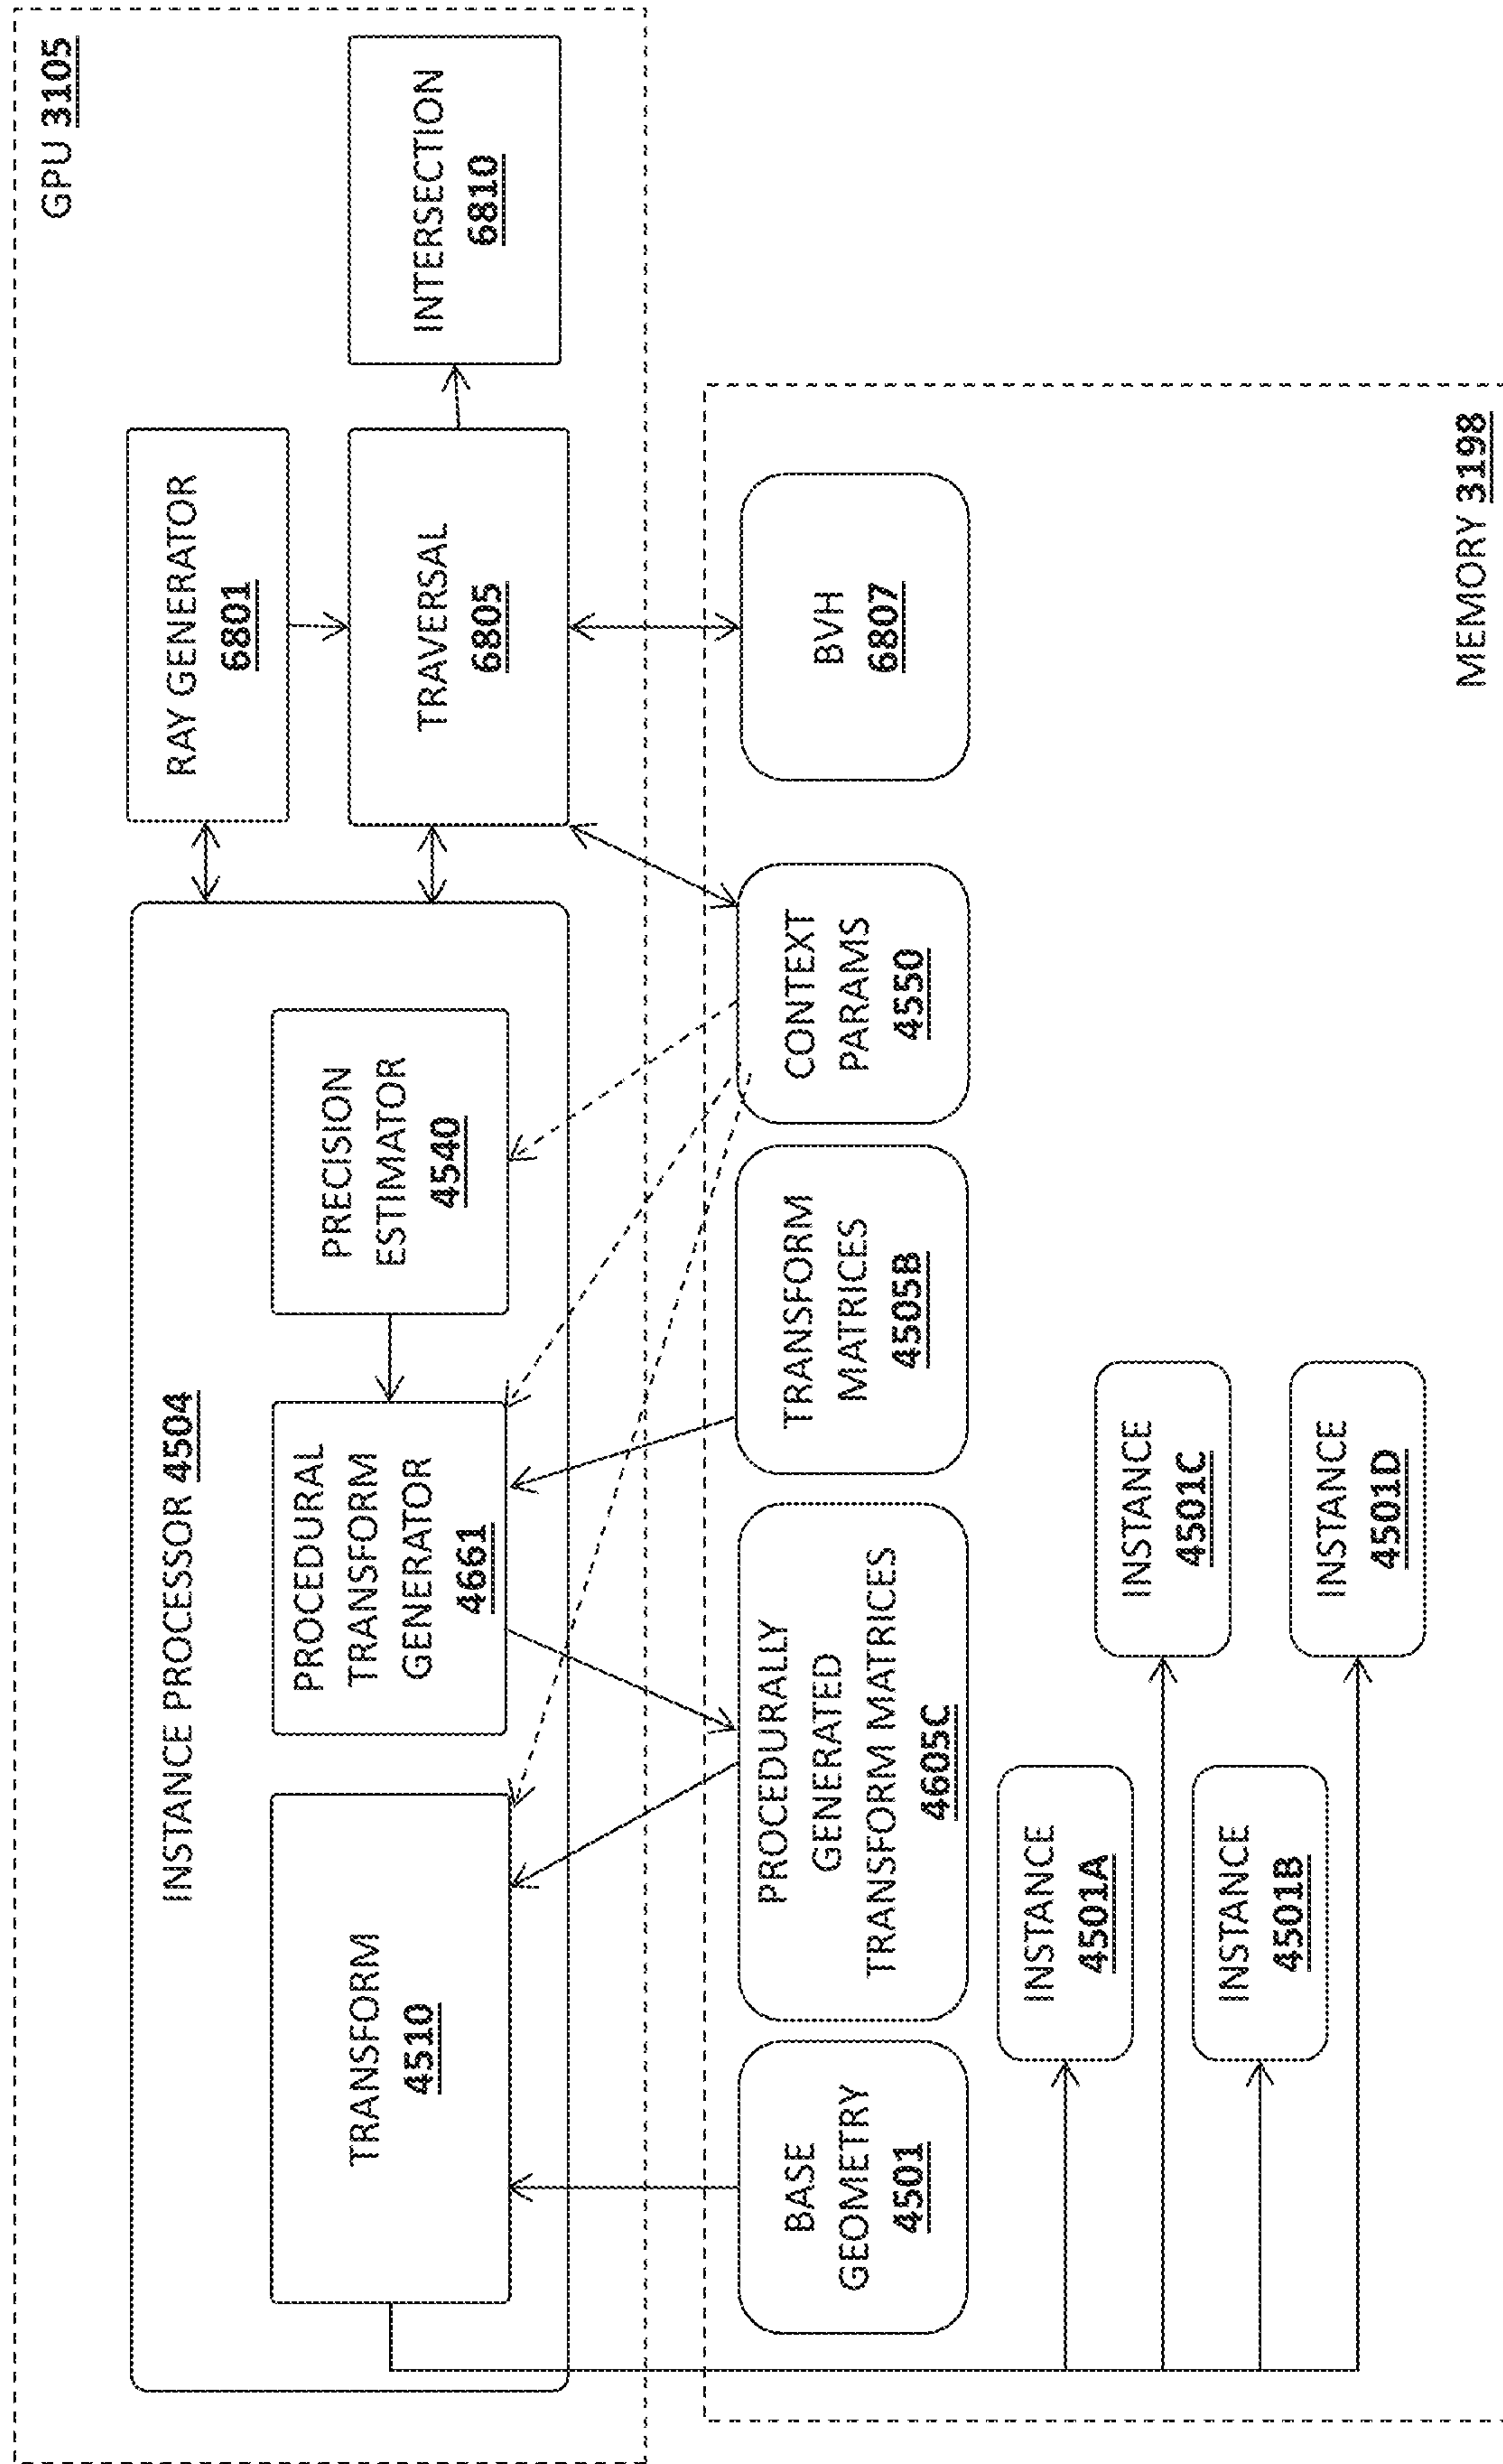 GPU 3105
INSTANCE PROCESSOR 4504
TRANSFORM
4510
PROCEDURAL
TRANSFORM
GENERATOR
4661
PRECISION
ESTIMATOR
4540
RAY GENERATOR
6801
TRAVERSAL
6805
INTERSECTION
6810
BASE
GEOMETRY
4501
PROCEDURALLY
GENERATED
TRANSFORM MATRICES
4605C
TRANSFORM
MATRICES
4505B
CONTEXT
PARAMS
4550
BVH
6807
INSTANCE
4501A
INSTANCE
4501C
INSTANCE
4501B
INSTANCE
4501D
MEMORY 3198